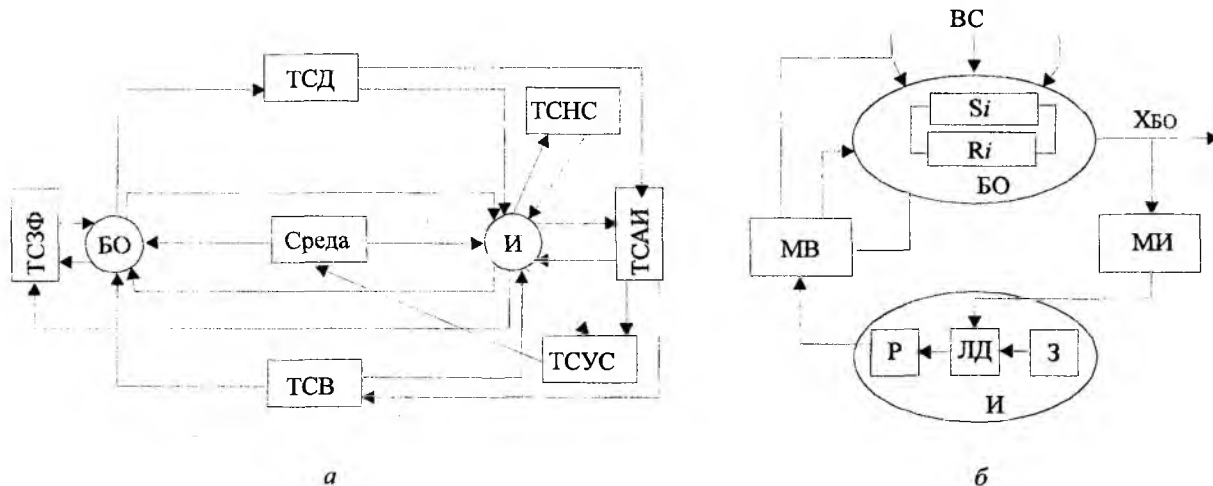 ТСД
ТСНС
ТСЗФ
БО
Среда
И
ТСАИ
ТСУС
ТСВ
а
ВС
Si
Ri
БО
XБО
МВ
МИ
Р
ЛД
З
И
б